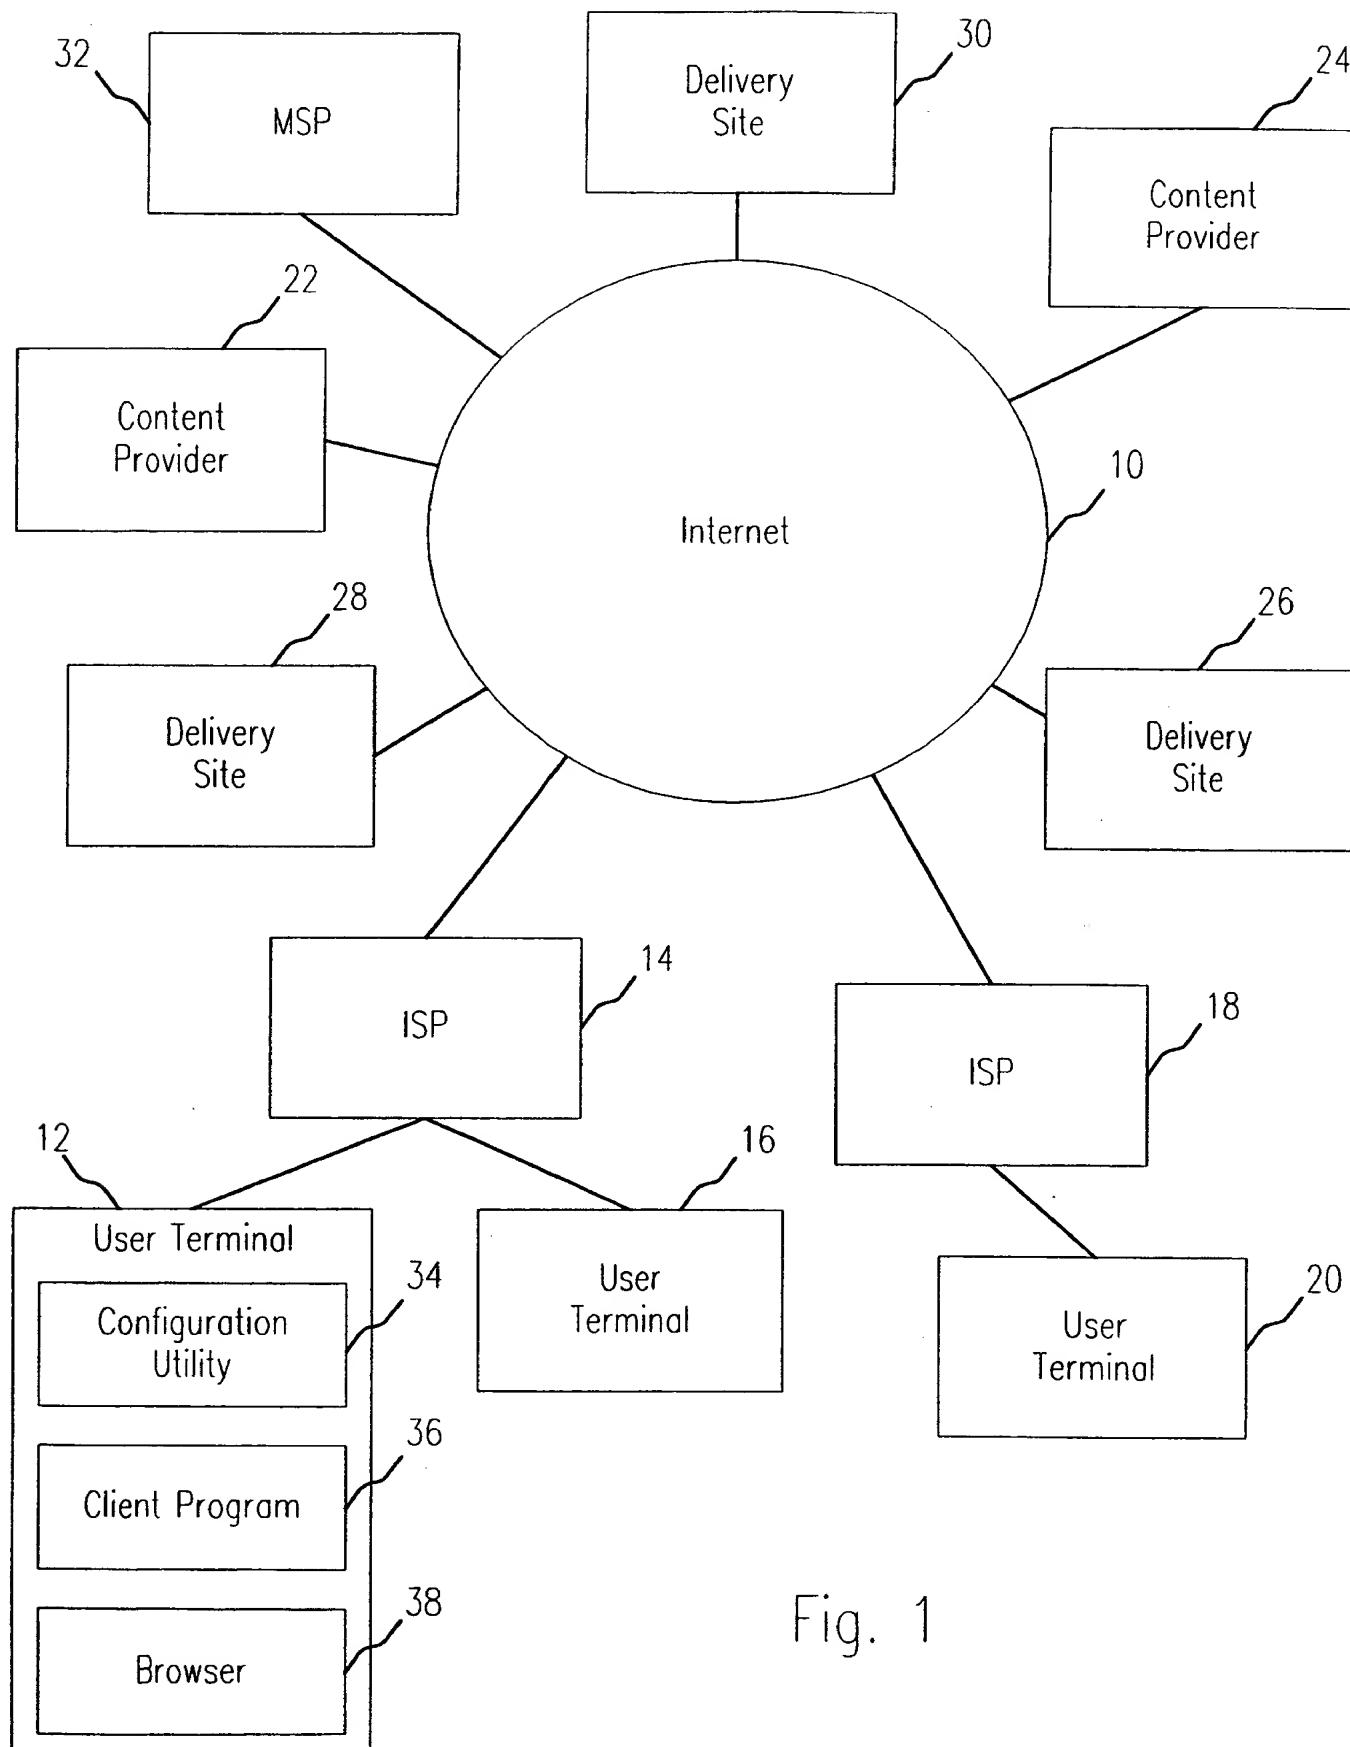 32
MSP
30
Delivery
Site
24
Content
Provider
22
Content
Provider
10
Internet
28
Delivery
Site
26
Delivery
Site
14
ISP
18
ISP
12
User Terminal
34
Configuration
Utility
36
Client Program
38
Browser
16
User
Terminal
20
User
Terminal
Fig. 1